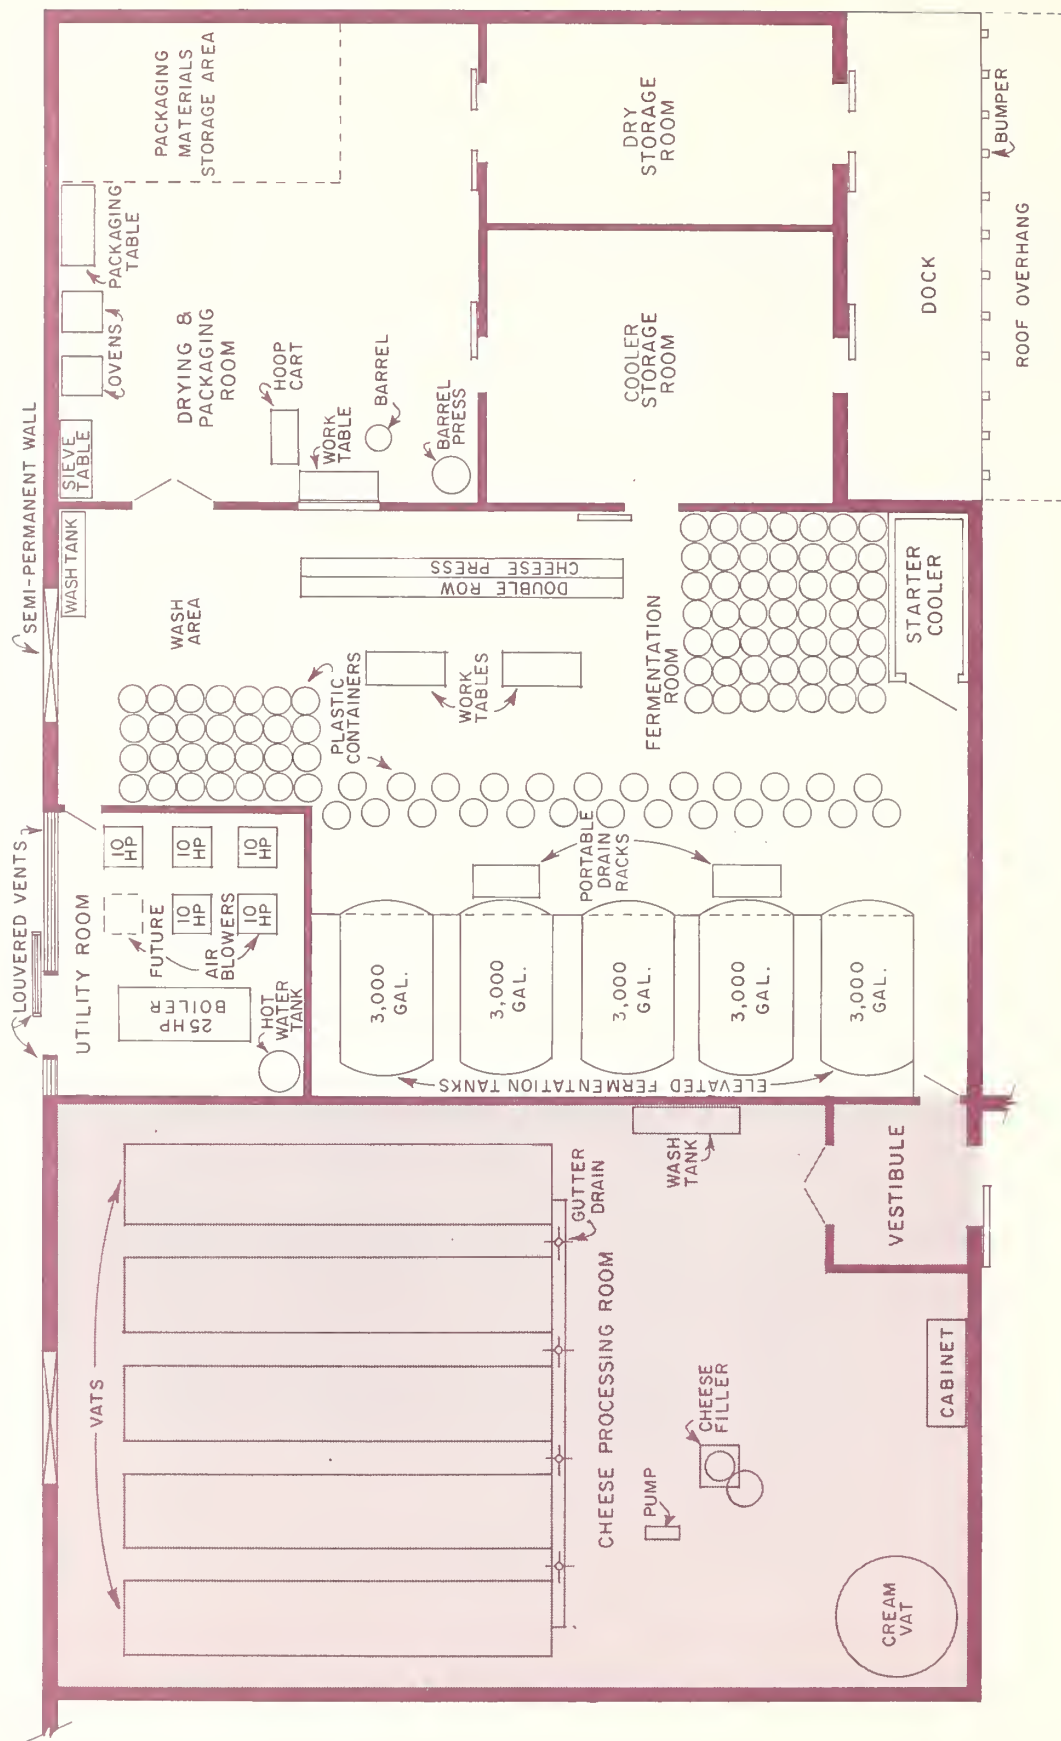 SEMI-PERMANENT WALL
LOUVERED VENTS
VATS
UTILITY ROOM
25 HP
BOILER
HOT
WATER
TANK
FUTURE
AIR
BLOWERS
10
HP
10
HP
10
HP
10
HP
10
HP
WASH TANK
WASH
AREA
PLASTIC
CONTAINERS
DOUBLE ROW
CHEESE PRESS
WORK
TABLES
FERMENTATION
ROOM
STARTER
COOLER
PORTABLE
DRAIN
RACKS
3,000
GAL.
3,000
GAL.
3,000
GAL.
3,000
GAL.
3,000
GAL.
ELEVATED FERMENTATION TANKS
SIEVE
TABLE
OVENS
PACKAGING
TABLE
PACKAGING
MATERIALS
STORAGE AREA
DRYING &
PACKAGING
ROOM
HOOP
CART
WORK
TABLE
BARREL
BARREL
PRESS
COOLER
STORAGE
ROOM
DRY
STORAGE
ROOM
DOCK
BUMPER
ROOF OVERHANG
GUTTER
DRAIN
CHEESE PROCESSING ROOM
WASH
TANK
VESTIBULE
PUMP
CHEESE
FILLER
CABINET
CREAM
VAT